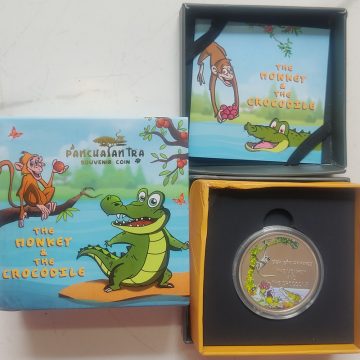 PANCHATANTRA
SOUVENIR COIN
THE
MONKEY
&
THE
CROCODILE
THE
MONKEY
&
THE
CROCODILE